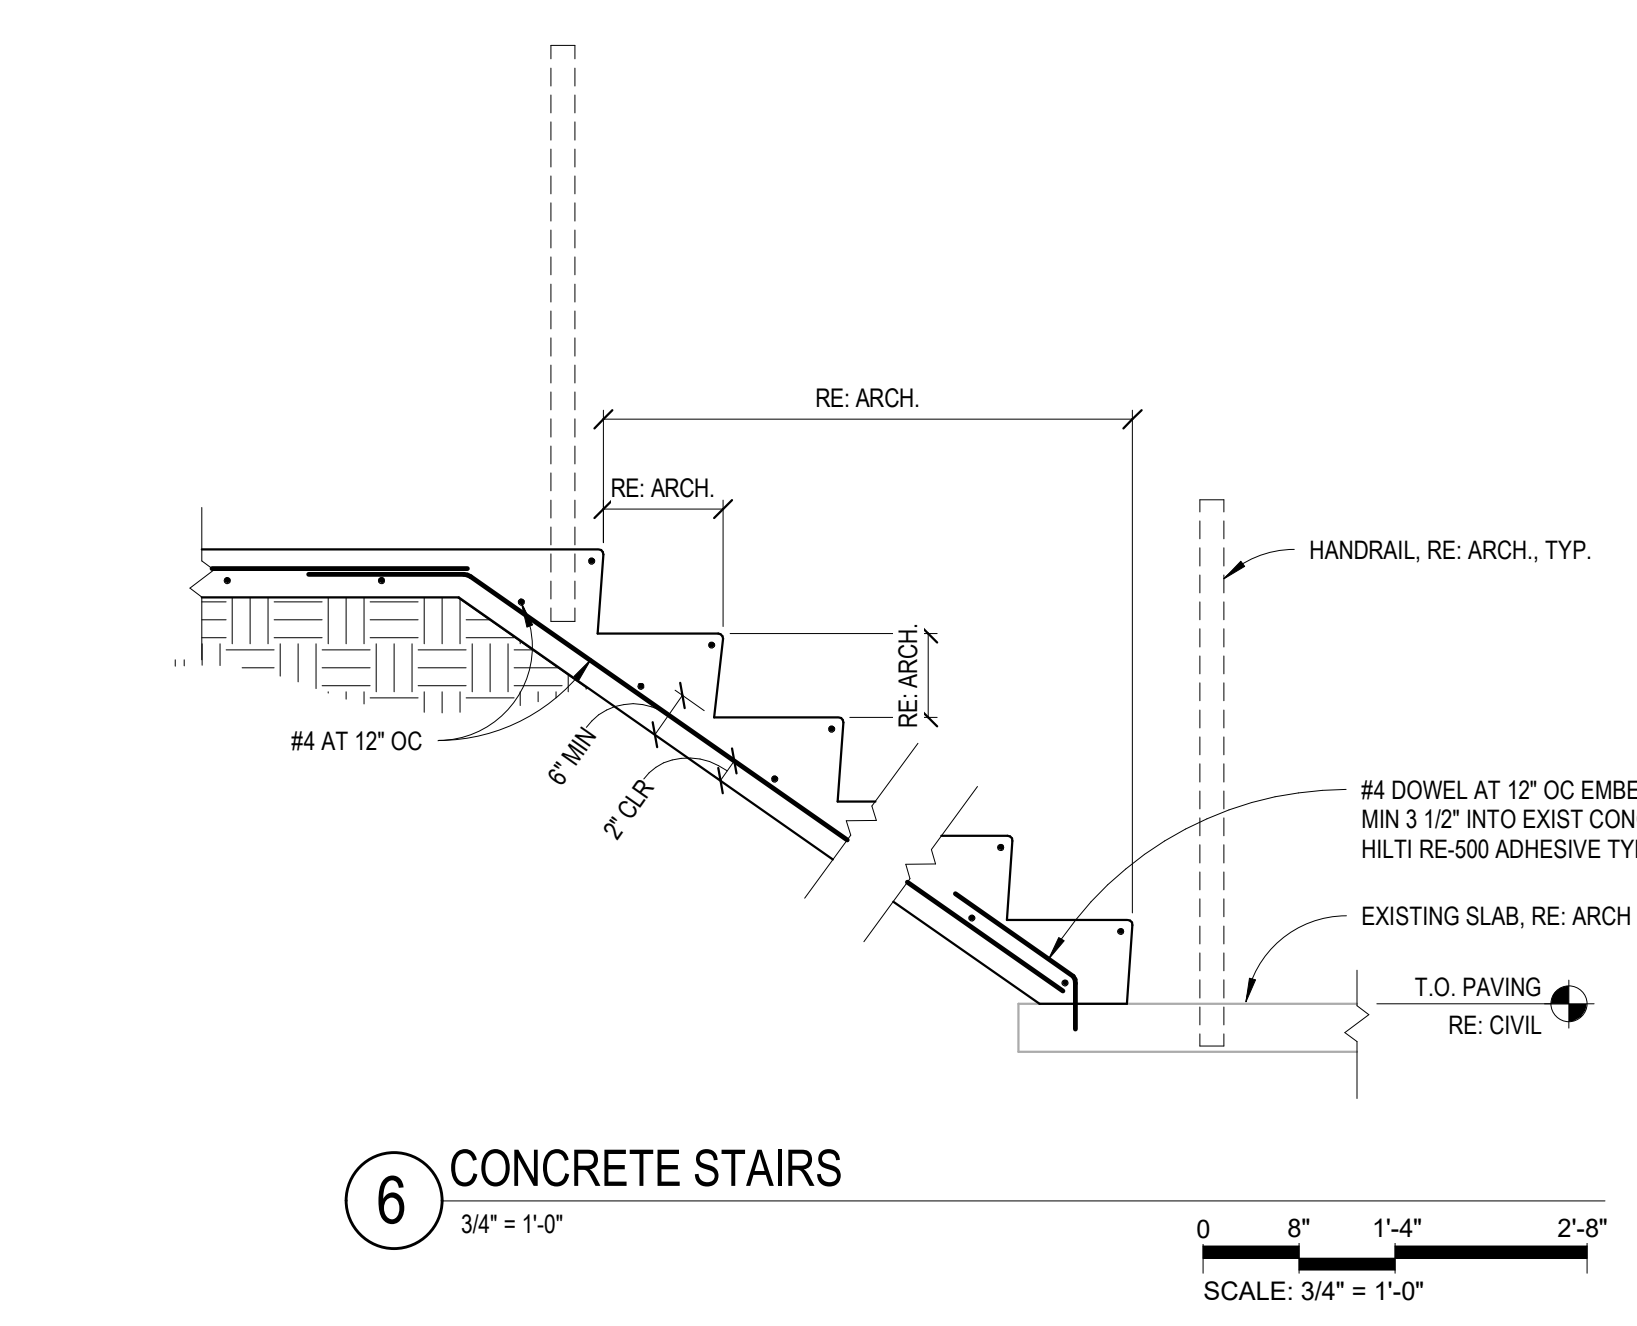 RE: ARCH.
RE: ARCH.
HANDRAIL, RE: ARCH., TYP.
RE: ARCH.
#4 AT 12" OC
6" MIN
2" CLR
#4 DOWEL AT 12" OC
MIN 3 1/2" INTO EXIST
HILTI RE-500 ADHESIVE
EXISTING SLAB, RE: ARCH
T.O. PAVING
RE: CIVIL
6
CONCRETE STAIRS
3/4" = 1'-0"
0 8" 1'-4" 2'-8"
SCALE: 3/4" = 1'-0"